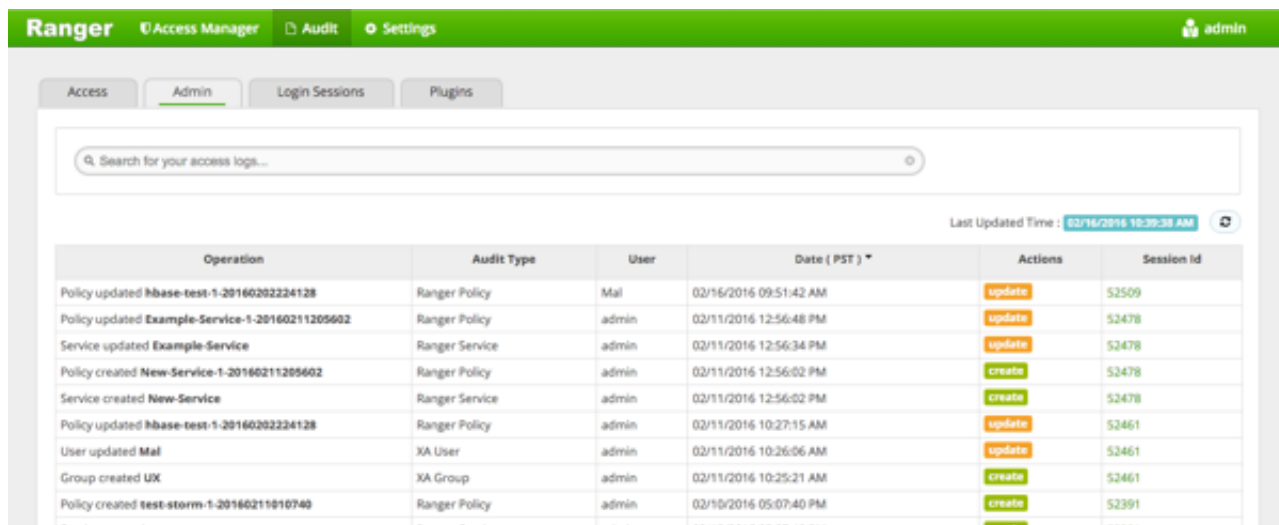 Ranger Access Manager Audit Settings admin
Access Admin Login Sessions Plugins
Search for your access logs...
Last Updated Time : 02/16/2016 10:39:38 AM
Operation Audit Type User Date ( PST ) Actions Session Id
Policy updated hbase-test-1-20160202224128 Ranger Policy Mal 02/16/2016 09:51:42 AM update 52509
Policy updated Example-Service-1-20160211205602 Ranger Policy admin 02/11/2016 12:56:48 PM update 52478
Service updated Example-Service Ranger Service admin 02/11/2016 12:56:34 PM update 52478
Policy created New-Service-1-20160211205602 Ranger Policy admin 02/11/2016 12:56:02 PM create 52478
Service created New-Service Ranger Service admin 02/11/2016 12:56:02 PM create 52478
Policy updated hbase-test-1-20160202224128 Ranger Policy admin 02/11/2016 10:27:15 AM update 52461
User updated Mal XA User admin 02/11/2016 10:26:06 AM update 52461
Group created UX XA Group admin 02/11/2016 10:25:21 AM create 52461
Policy created test-storm-1-20160211010740 Ranger Policy admin 02/10/2016 05:07:40 PM create 52391